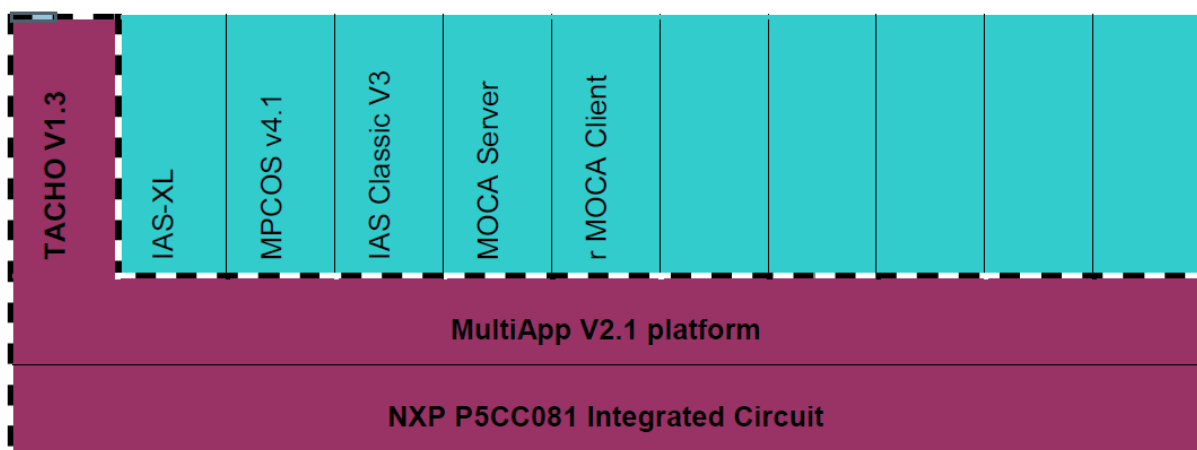 TACHO V1.3
IAS-XL
MPCOS v4.1
IAS Classic V3
MOCA Server
r MOCA Client
MultiApp V2.1 platform
NXP P5CC081 Integrated Circuit